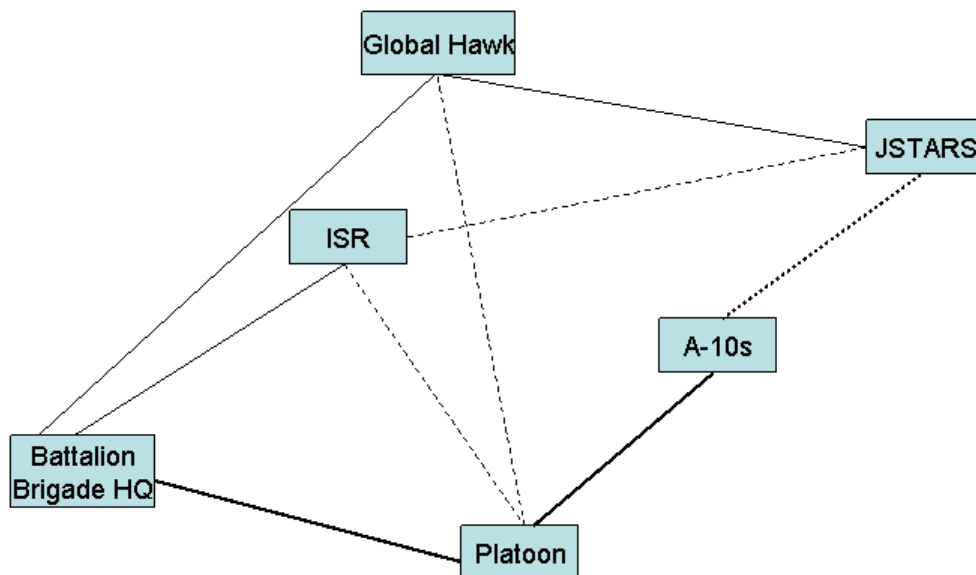 Global Hawk
JSTARS
ISR
A-10s
Battalion
Brigade HQ
Platoon